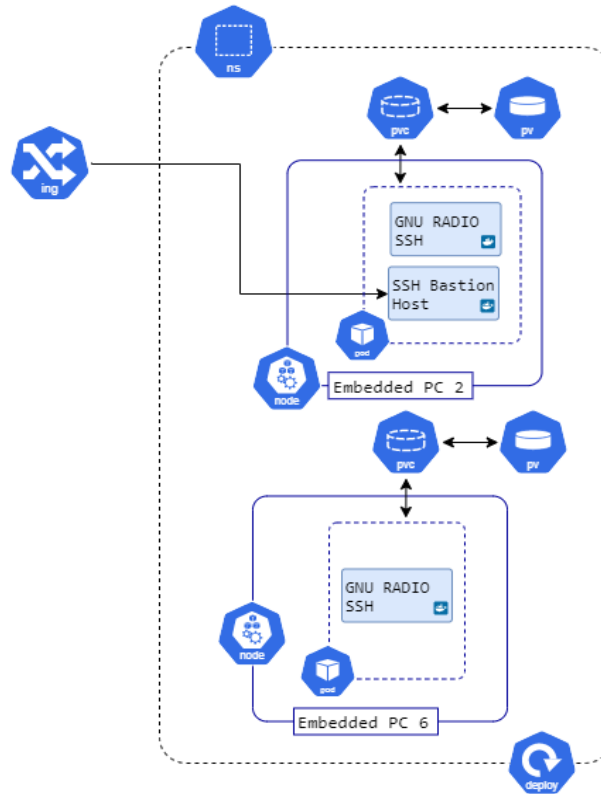 ns
pvc
pv
ing
GNU RADIO
SSH
SSH Bastion
Host
pod
node
Embedded PC 2
pvc
pv
GNU RADIO
SSH
node
pod
Embedded PC 6
deploy